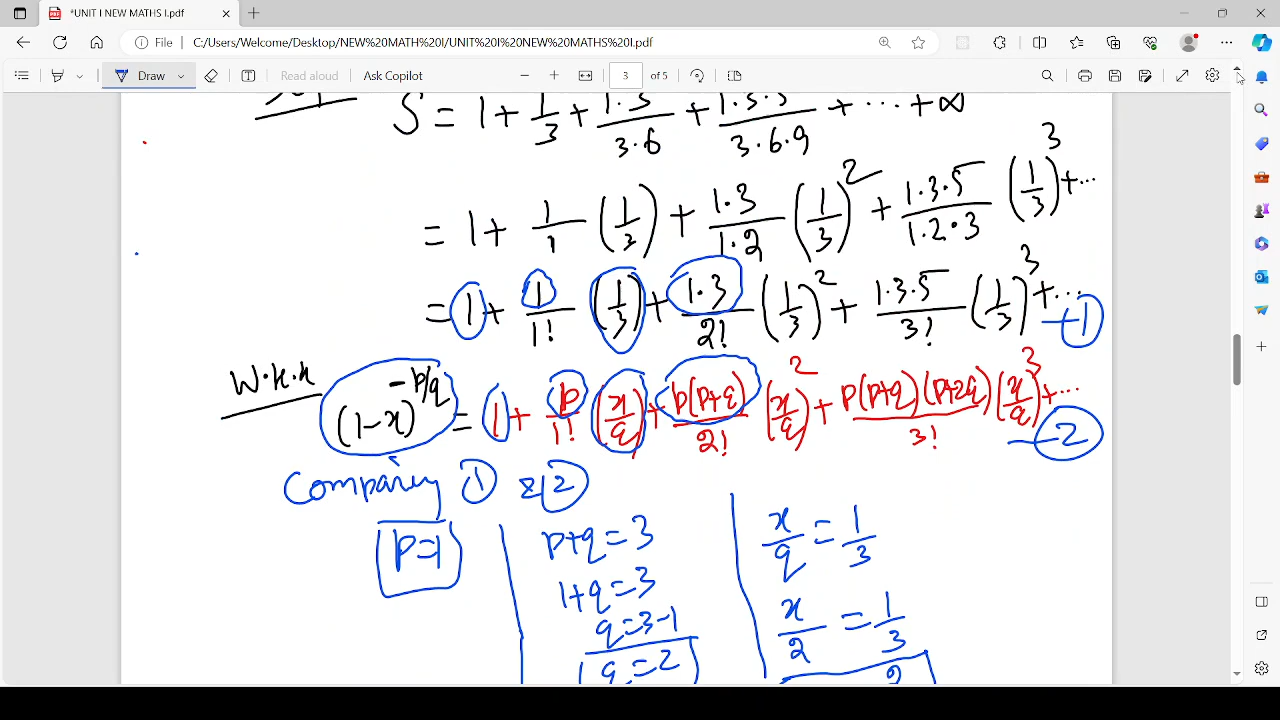 *UNIT I NEW MATHS I.pdf
File C:/Users/Welcome/Desktop/NEW%20MATH%20I/UNIT%20I%20NEW%20MATHS%20I.pdf
Draw Read aloud Ask Copilot 3 of 5
S = 1 + 1/3 + 1·3/3·6 + 1·3·5/3·6·9 + ··· + ∞
= 1 + 1/1 (1/3) + 1·3/1·2 (1/3)² + 1·3·5/1·2·3 (1/3)³ + ...
= 1 + 1/1! (1/3) + 1·3/2! (1/3)² + 1·3·5/3! (1/3)³ + ... — 1
W.K.K (1-x)^-p/q = 1 + p/1! (x/q) + p(p+q)/2! (x/q)² + p(p+q)(p+2q)/3! (x/q)³ + ... — 2
Comparing 1 & 2
P=1
p+q=3
1+q=3
q=3-1
q=2
x/q = 1/3
x/2 = 1/3
2